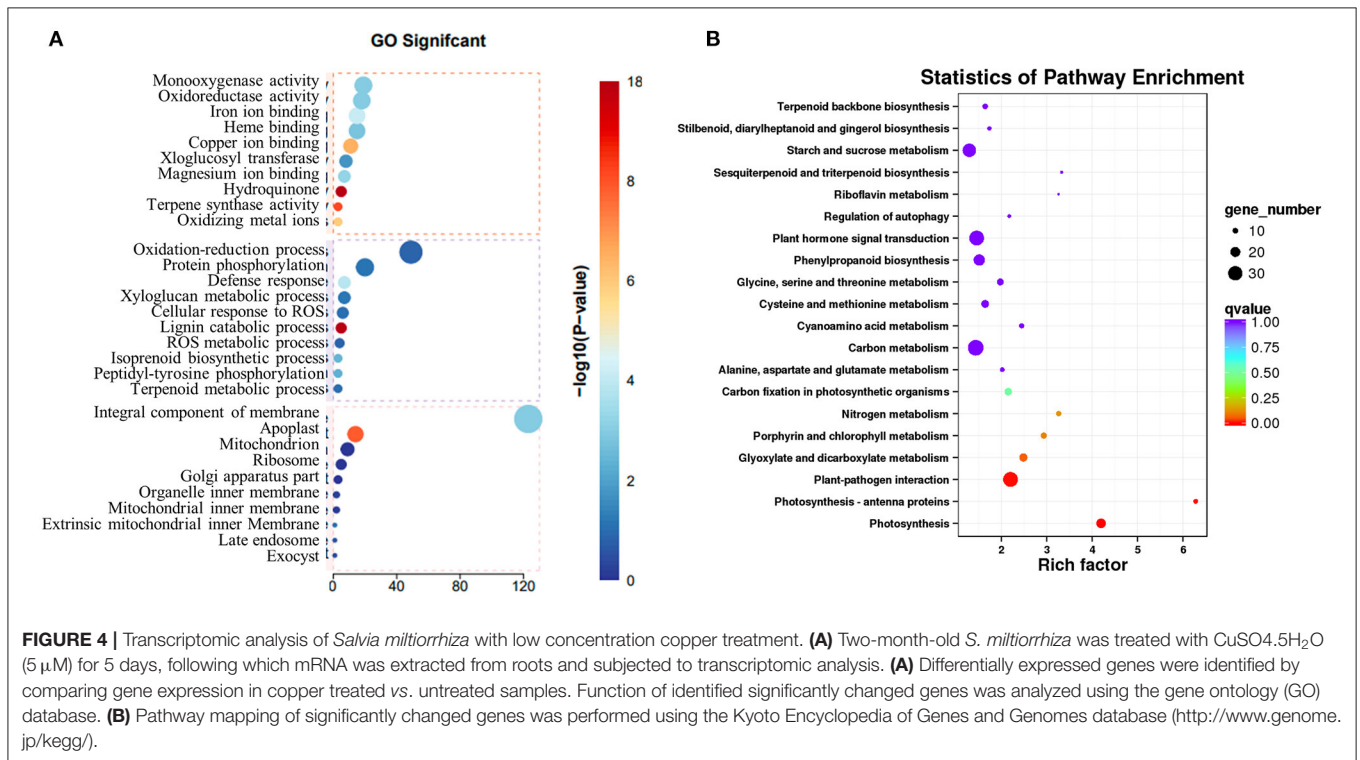 A
GO Signifcant
Monooxygenase activity
Oxidoreductase activity
Iron ion binding
Heme binding
Copper ion binding
Xloglucosyl transferase
Magnesium ion binding
Hydroquinone
Terpene synthase activity
Oxidizing metal ions
Oxidation-reduction process
Protein phosphorylation
Defense response
Xyloglucan metabolic process
Cellular response to ROS
Lignin catabolic process
ROS metabolic process
Isoprenoid biosynthetic process
Peptidyl-tyrosine phosphorylation
Terpenoid metabolic process
Integral component of membrane
Apoplast
Mitochondrion
Ribosome
Golgi apparatus part
Organelle inner membrane
Mitochondrial inner membrane
Extrinsic mitochondrial inner Membrane
Late endosome
Exocyst
0 40 80 120
−log10(P-value)
18
8
6
4
2
0
B
Statistics of Pathway Enrichment
Terpenoid backbone biosynthesis
Stilbenoid, diarylheptanoid and gingerol biosynthesis
Starch and sucrose metabolism
Sesquiterpenoid and triterpenoid biosynthesis
Riboflavin metabolism
Regulation of autophagy
Plant hormone signal transduction
Phenylpropanoid biosynthesis
Glycine, serine and threonine metabolism
Cysteine and methionine metabolism
Cyanoamino acid metabolism
Carbon metabolism
Alanine, aspartate and glutamate metabolism
Carbon fixation in photosynthetic organisms
Nitrogen metabolism
Porphyrin and chlorophyll metabolism
Glyoxylate and dicarboxylate metabolism
Plant-pathogen interaction
Photosynthesis - antenna proteins
Photosynthesis
2 3 4 5 6
Rich factor
gene_number
10
20
30
qvalue
1.00
0.75
0.50
0.25
0.00
FIGURE 4 | Transcriptomic analysis of Salvia miltiorrhiza with low concentration copper treatment. (A) Two-month-old S. miltiorrhiza was treated with CuSO4.5H₂O
(5 μM) for 5 days, following which mRNA was extracted from roots and subjected to transcriptomic analysis. (A) Differentially expressed genes were identified by
comparing gene expression in copper treated vs. untreated samples. Function of identified significantly changed genes was analyzed using the gene ontology (GO)
database. (B) Pathway mapping of significantly changed genes was performed using the Kyoto Encyclopedia of Genes and Genomes database (http://www.genome.
jp/kegg/).